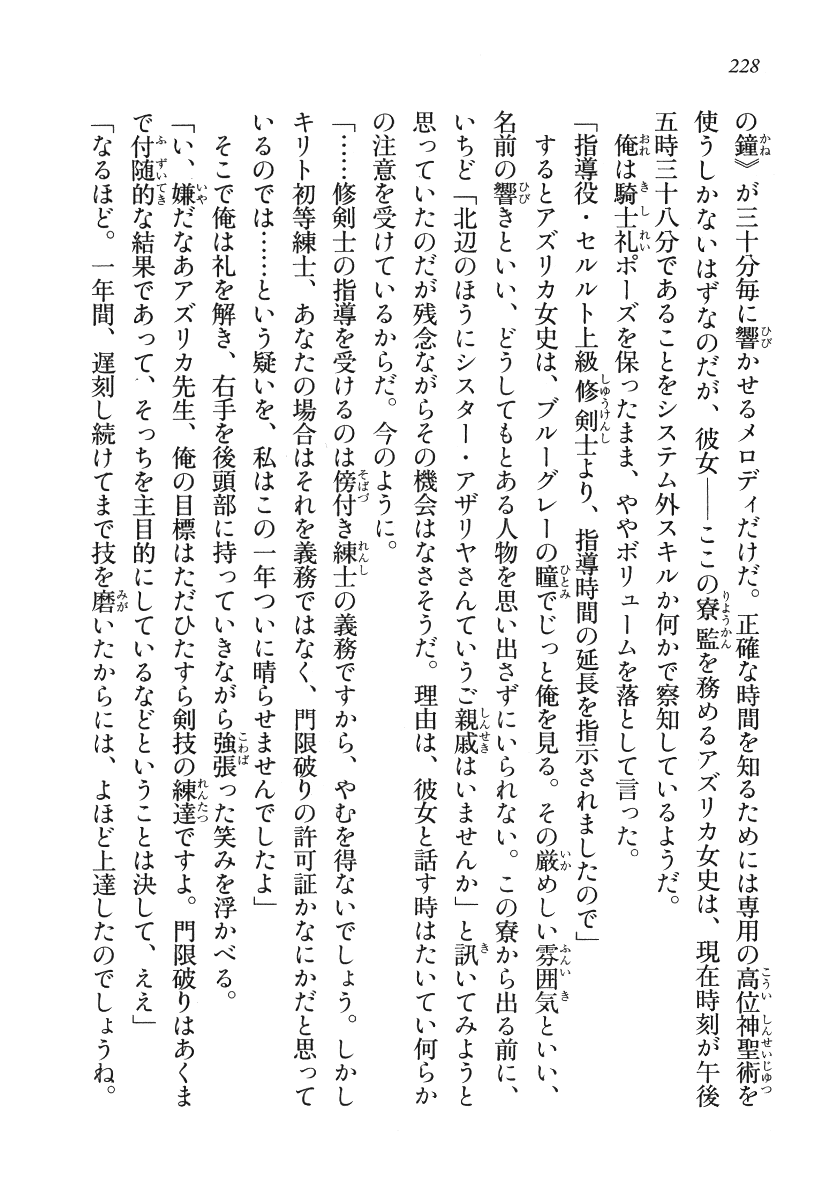 228
の鐘》が三十分毎に響かせるメロディだけだ。正確な時間を知るためには専用の高位神聖術を
使うしかないはずなのだが、彼女――ここの寮監を務めるアズリカ女史は、現在時刻が午後
五時三十八分であることをシステム外スキルか何かで察知しているようだ。
俺は騎士礼ポーズを保ったまま、ややボリュームを落として言った。
「指導役・セルルト上級修剣士より、指導時間の延長を指示されましたので」
するとアズリカ女史は、ブルーグレーの瞳でじっと俺を見る。その厳めしい雰囲気といい、
名前の響きといい、どうしてもとある人物を思い出さずにいられない。この寮から出る前に、
いちど「北辺のほうにシスター・アザリヤさんていうご親戚はいませんか」と訊いてみようと
思っていたのだが残念ながらその機会はなさそうだ。理由は、彼女と話す時はたいてい何らか
の注意を受けているからだ。今のように。
「……修剣士の指導を受けるのは傍付き練士の義務ですから、やむを得ないでしょう。しかし
キリト初等練士、あなたの場合はそれを義務ではなく、門限破りの許可証かなにかだと思って
いるのでは……という疑いを、私はこの一年ついに晴らせませんでしたよ」
そこで俺は礼を解き、右手を後頭部に持っていきながら強張った笑みを浮かべる。
「い、嫌だなあアズリカ先生、俺の目標はただひたすら剣技の練達ですよ。門限破りはあくま
で付随的な結果であって、そっちを主目的にしているなどということは決して、ええ」
「なるほど。一年間、遅刻し続けてまで技を磨いたからには、よほど上達したのでしょうね。